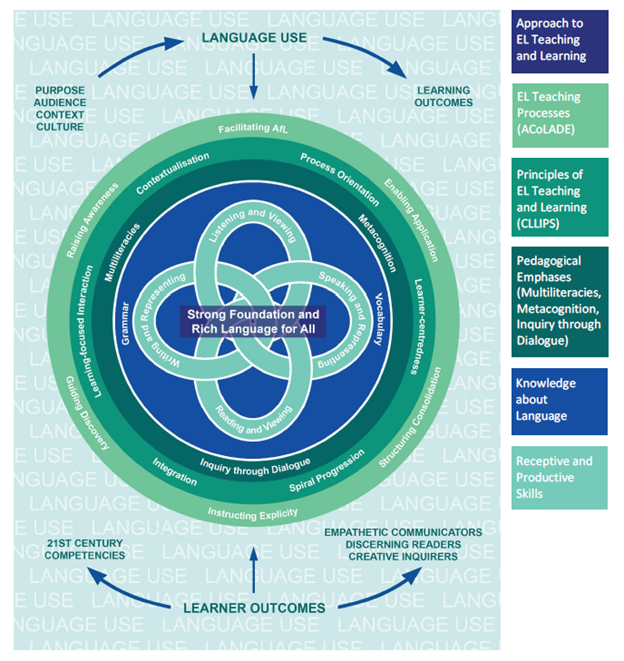 LANGUAGE USE
PURPOSE
AUDIENCE
CONTEXT
CULTURE
LEARNING
OUTCOMES
Facilitating AfL
Raising Awareness
Enabling Application
Guiding Discovery
Structuring Consolidation
Instructing Explicity
Contextualisation
Process Orientation
Learning-focused Interaction
Learner-centredness
Integration
Spiral Progression
Multiliteracies
Metacognition
Inquiry through Dialogue
Grammar
Vocabulary
Listening and Viewing
Writing and Representing
Speaking and Representing
Reading and Viewing
Strong Foundation and
Rich Language for All
21ST CENTURY
COMPETENCIES
EMPATHETIC COMMUNICATORS
DISCERNING READERS
CREATIVE INQUIRERS
LEARNER OUTCOMES
Approach to
EL Teaching
and Learning
EL Teaching
Processes
(ACoLADE)
Principles of
EL Teaching
and Learning
(CLLIPS)
Pedagogical
Emphases
(Multiliteracies,
Metacognition,
Inquiry through
Dialogue)
Knowledge
about
Language
Receptive and
Productive
Skills